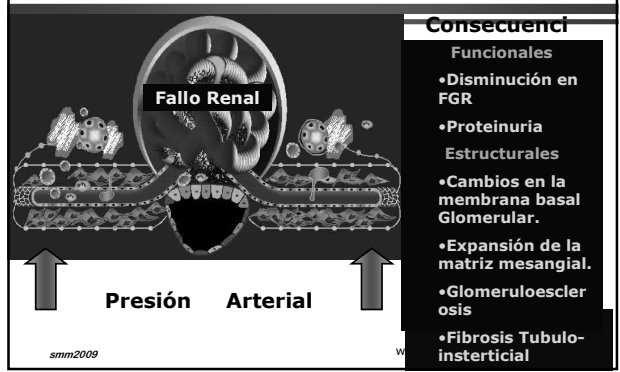 Consecuenci
Funcionales
•Disminución en
FGR
•Proteinuria
Estructurales
•Cambios en la
membrana basal
Glomerular.
•Expansión de la
matriz mesangial.
•Glomeruloescler
osis
•Fibrosis Tubulo-
insterticial
Fallo Renal
Presión Arterial
smm2009
w